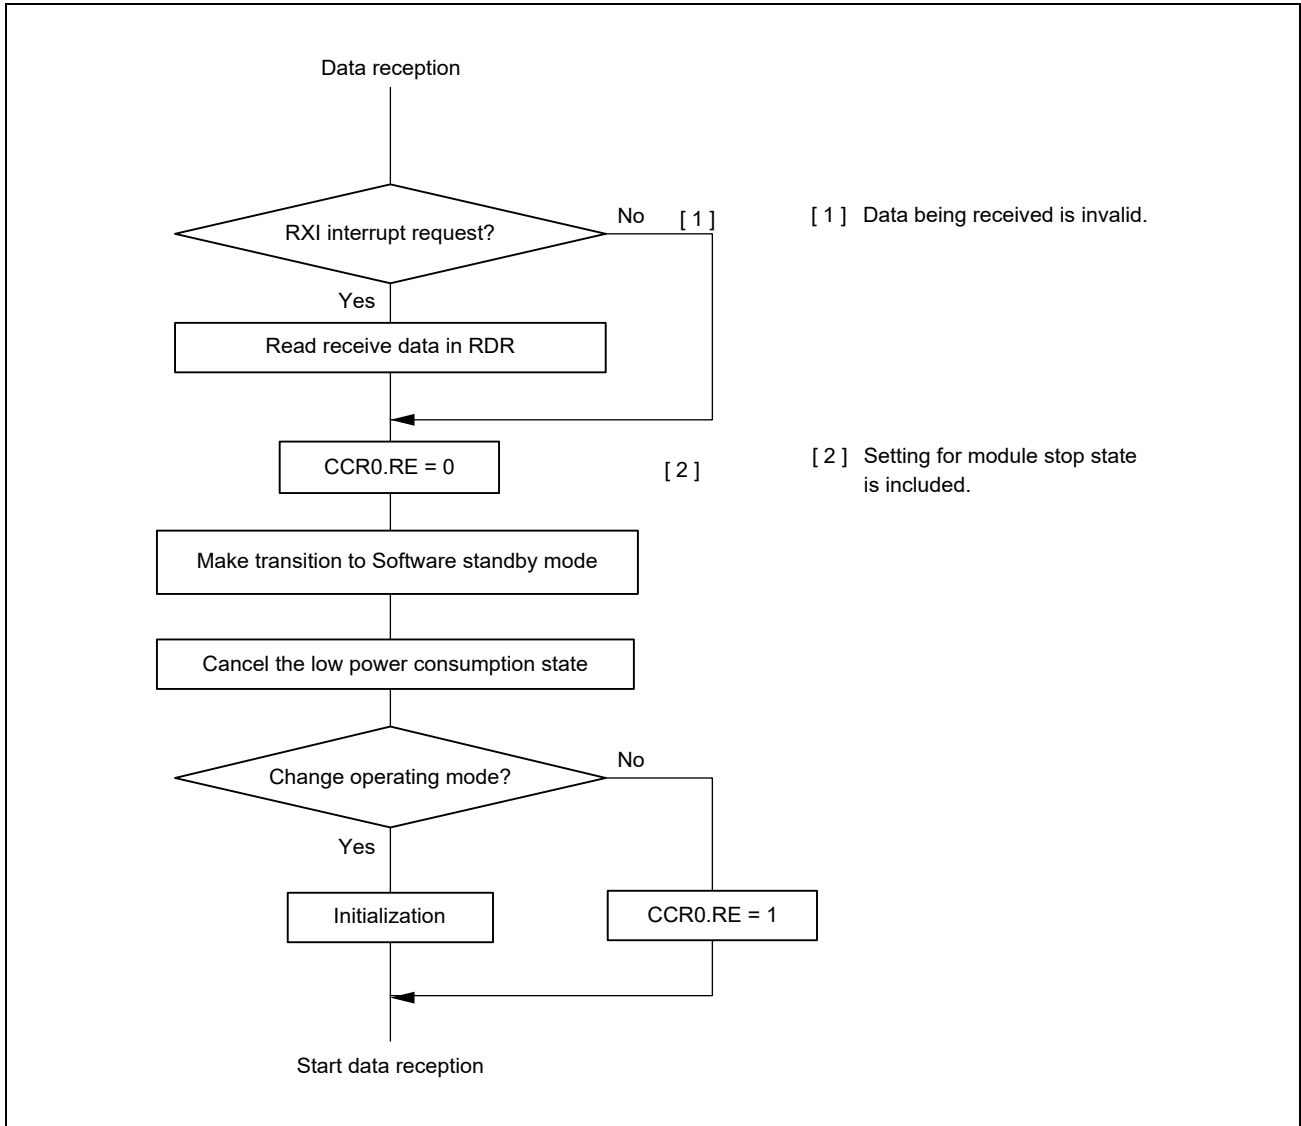 Data reception
RXI interrupt request?
No
[ 1 ]
[ 1 ] Data being received is invalid.
Yes
Read receive data in RDR
CCR0.RE = 0
[ 2 ]
[ 2 ] Setting for module stop state
is included.
Make transition to Software standby mode
Cancel the low power consumption state
Change operating mode?
No
Yes
Initialization
CCR0.RE = 1
Start data reception